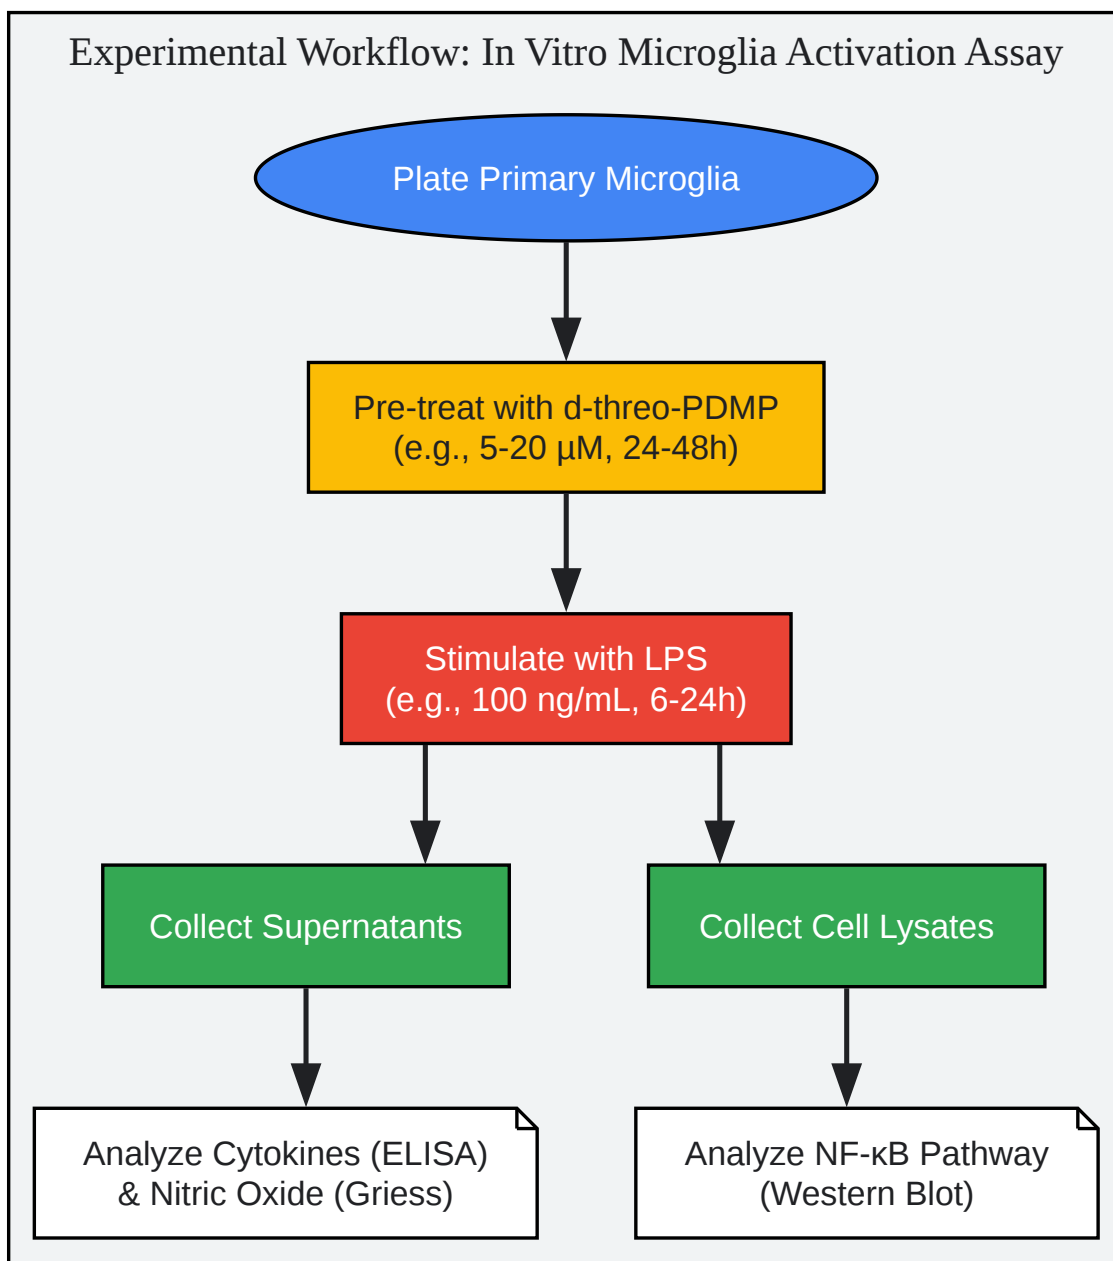 Experimental Workflow: In Vitro Microglia Activation Assay
Plate Primary Microglia
Pre-treat with d-threo-PDMP
(e.g., 5-20 µM, 24-48h)
Stimulate with LPS
(e.g., 100 ng/mL, 6-24h)
Collect Supernatants
Collect Cell Lysates
Analyze Cytokines (ELISA)
& Nitric Oxide (Griess)
Analyze NF-κB Pathway
(Western Blot)